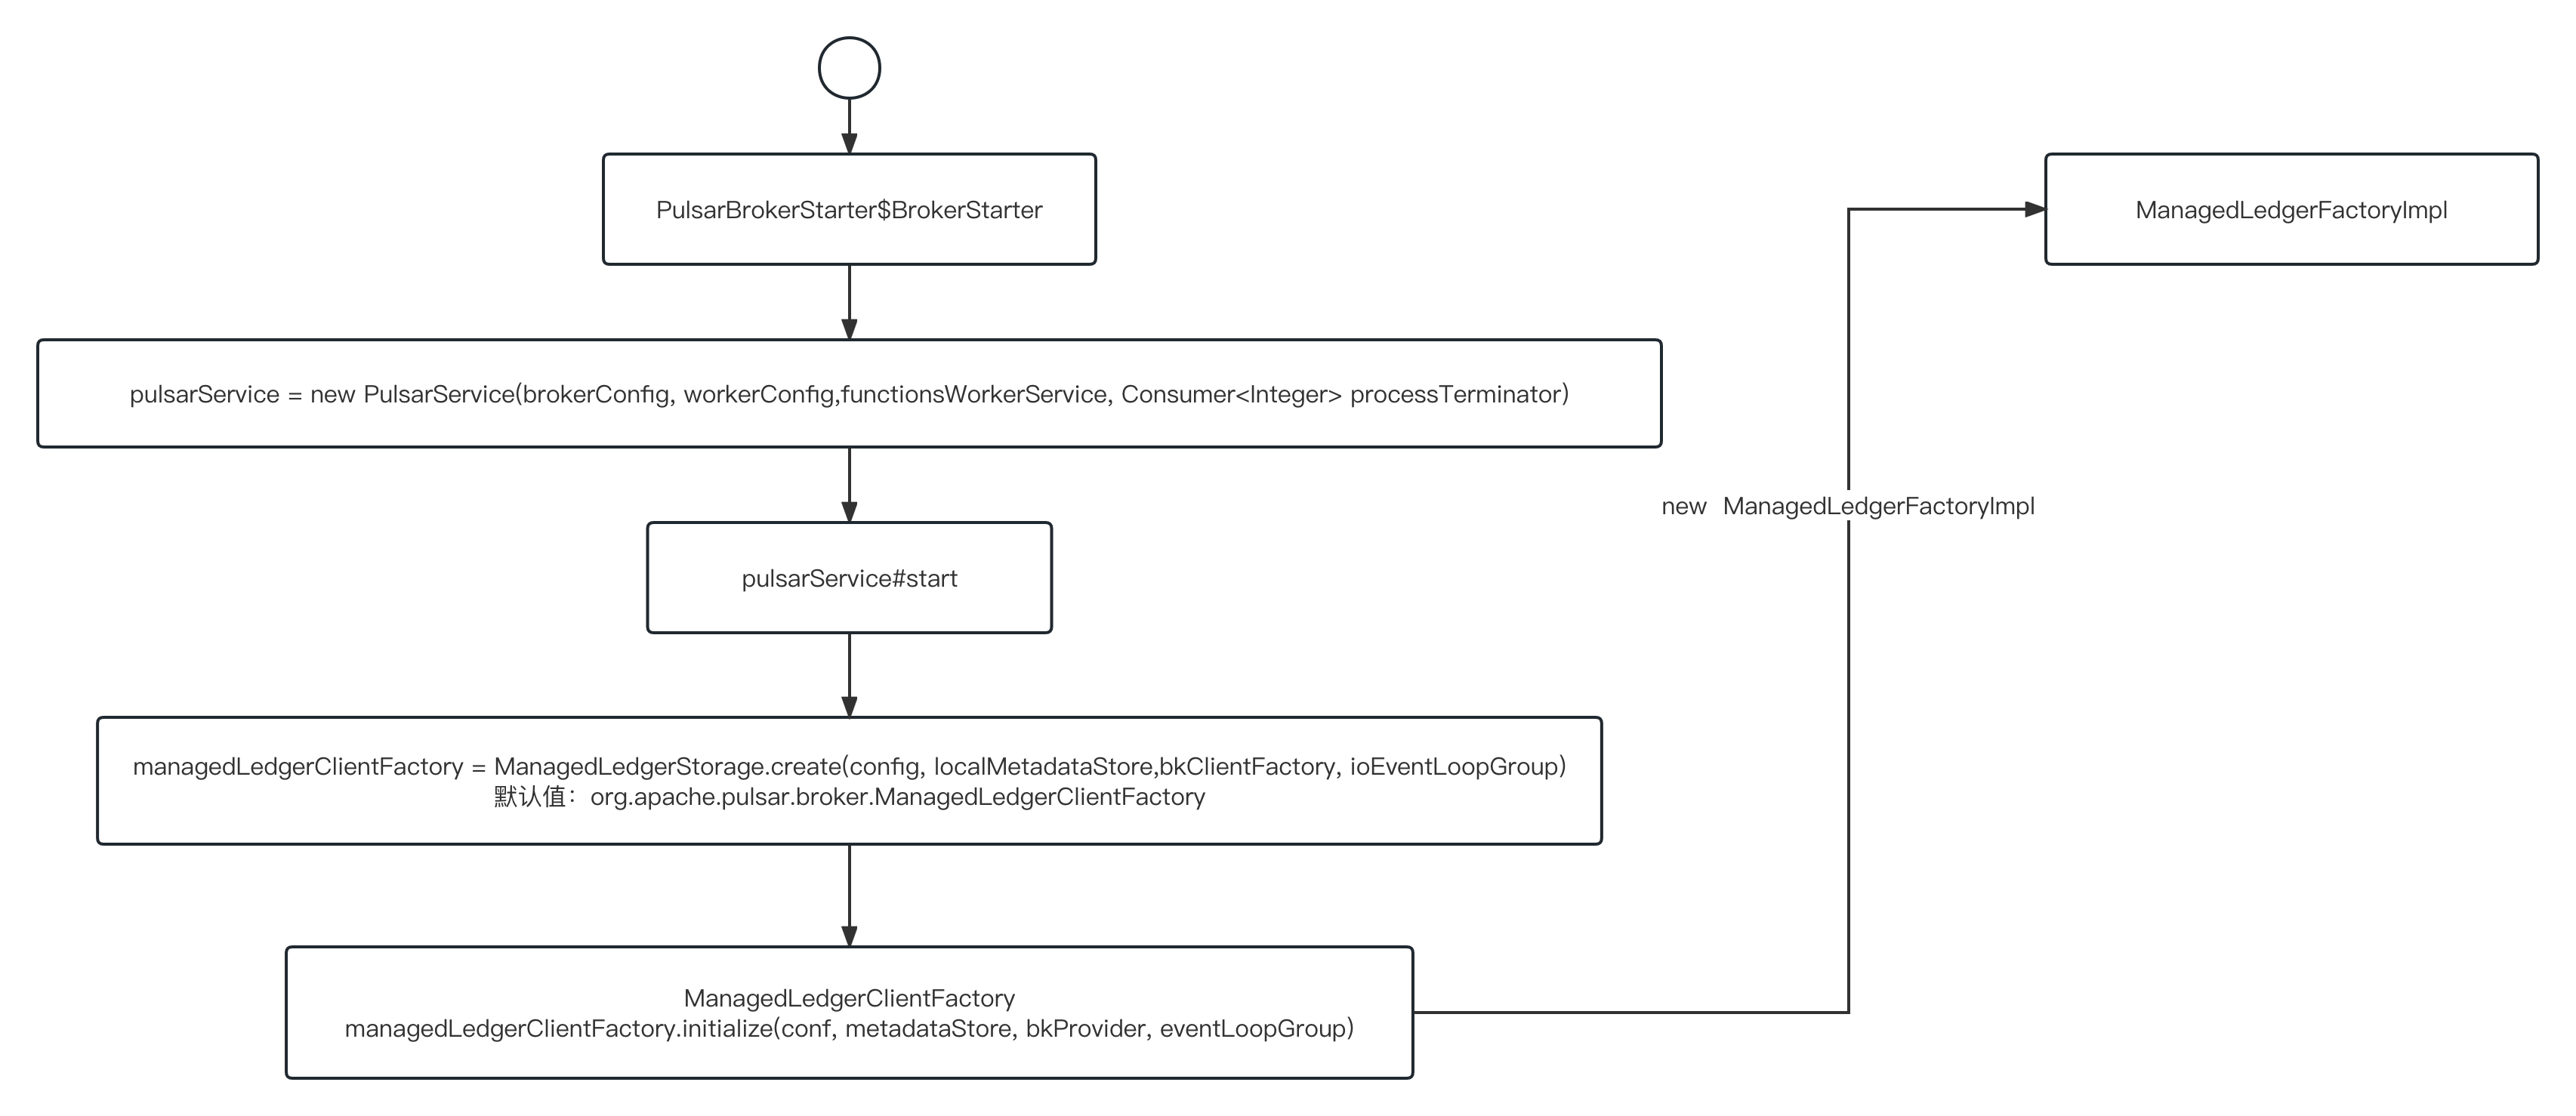 PulsarBrokerStarter$BrokerStarter
pulsarService = new PulsarService(brokerConfig, workerConfig,functionsWorkerService, Consumer<Integer> processTerminator)
pulsarService#start
managedLedgerClientFactory = ManagedLedgerStorage.create(config, localMetadataStore,bkClientFactory, ioEventLoopGroup)
默认值：org.apache.pulsar.broker.ManagedLedgerClientFactory
ManagedLedgerClientFactory
managedLedgerClientFactory.initialize(conf, metadataStore, bkProvider, eventLoopGroup)
new  ManagedLedgerFactoryImpl
ManagedLedgerFactoryImpl